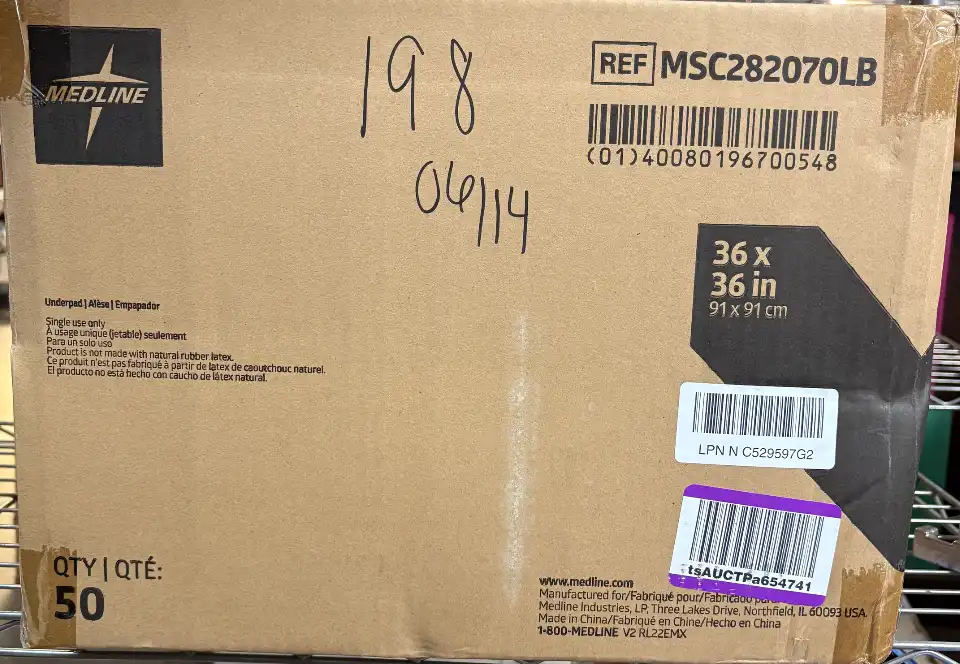 MEDLINE
198
06/14
REF MSC282070LB
(01)40080196700548
36 x
36 in
91 x 91 cm
Underpad | Alèse | Empapador
Single use only
À usage unique (jetable) seulement
Para un solo uso
Product is not made with natural rubber latex.
Ce produit n'est pas fabriqué à partir de latex de caoutchouc naturel.
El producto no está hecho con caucho de látex natural.
LPN N C529597G2
tsAUCTPa654741
QTY | QTÉ:
50
www.medline.com
Manufactured for/Fabriqué pour/Fabricado para
Medline Industries, LP, Three Lakes Drive, Northfield, IL 60093 USA.
Made in China/Fabriqué en Chine/Hecho en China
1-800-MEDLINE V2 RL22EMX